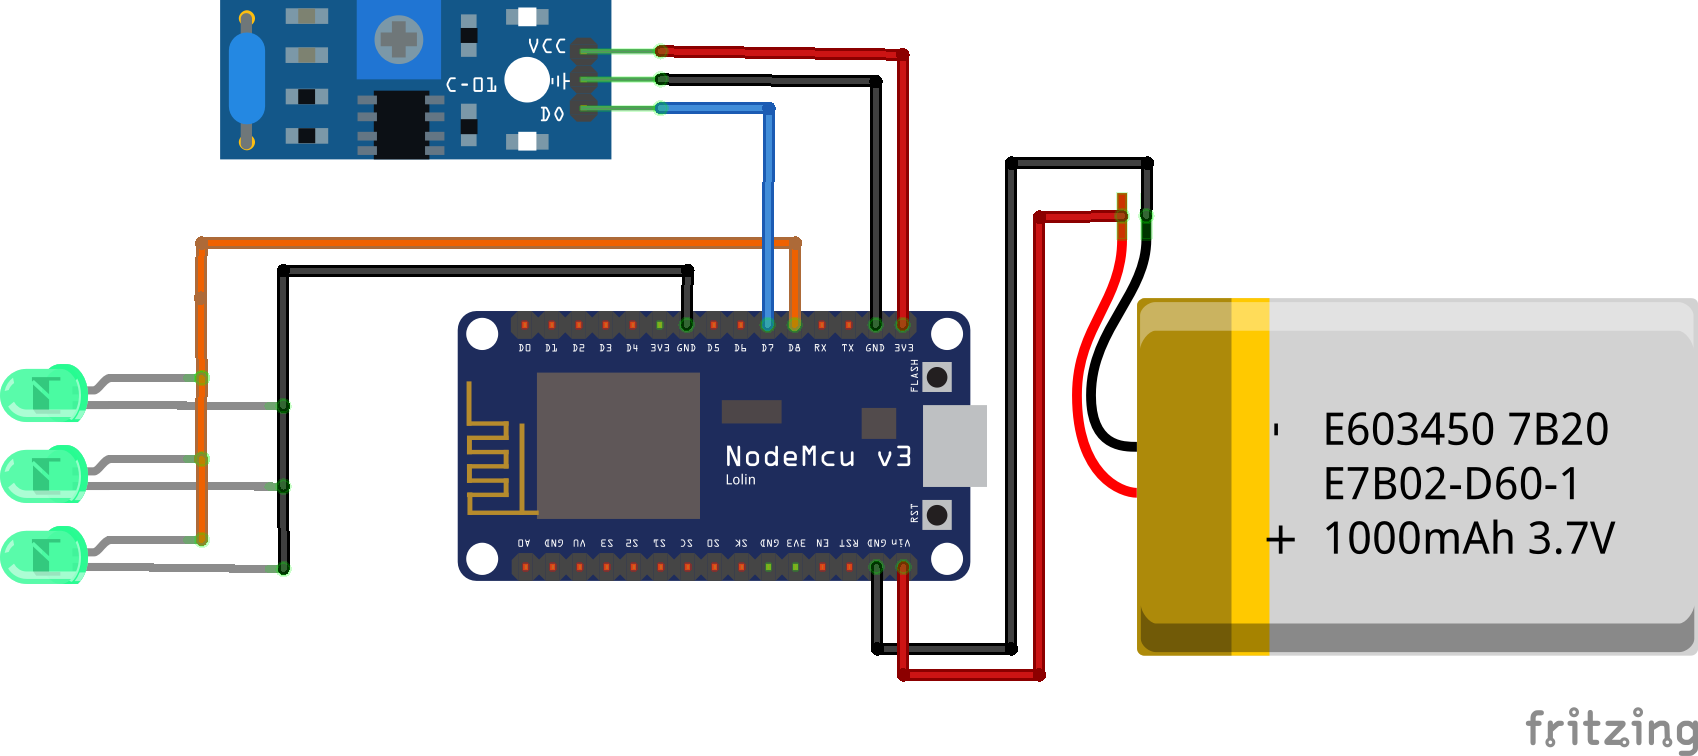 VCC
C-01
DO
D0 D1 D2 D3 D4 3V3 GND D5 D6 D7 D8 RX TX GND 3V3
FLASH
NodeMcu v3
Lolin
RST
A0 GND VU S3 S2 S1 SC S0 SK GND 3V3 EN RST GND Vin
- E603450 7B20
E7B02-D60-1
+ 1000mAh 3.7V
fritzing